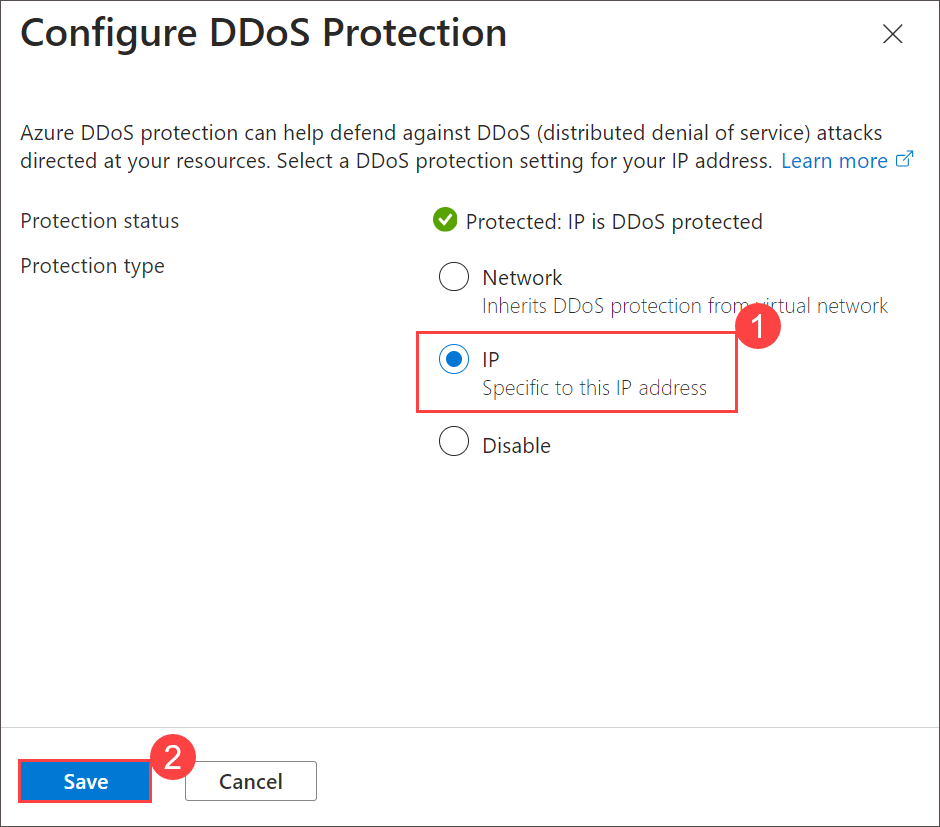 Configure DDoS Protection
Azure DDoS protection can help defend against DDoS (distributed denial of service) attacks
directed at your resources. Select a DDoS protection setting for your IP address. Learn more
Protection status
Protected: IP is DDoS protected
Protection type
Network
Inherits DDoS protection from virtual network
1
IP
Specific to this IP address
Disable
2
Save
Cancel